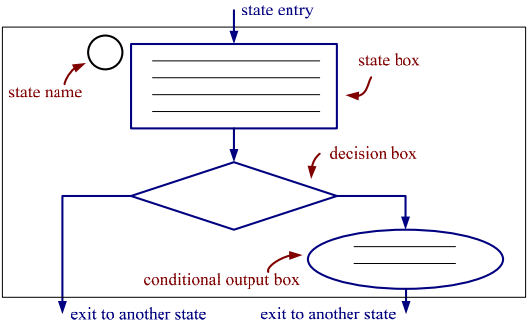 state entry
state box
state name
decision box
conditional output box
exit to another state
exit to another state